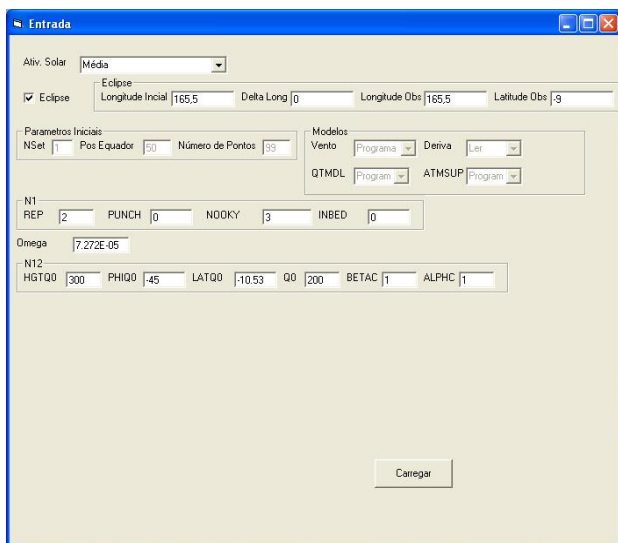 Entrada
Ativ. Solar Média
Eclipse
Eclipse Longitude Incial 165,5 Delta Long 0 Longitude Obs 165,5 Latitude Obs -9
Parametros Iniciais Modelos
NSet 1 Pos Equador 50 Número de Pontos 99 Vento Programa Deriva Ler
QTMDL Program ATMSUP Program
N1
REP 2 PUNCH 0 NOOKY 3 INBED 0
Omega 7.272E-05
N12
HGTQ0 300 PHIQ0 -45 LATQ0 -10.53 Q0 200 BETAC 1 ALPHC 1
Carregar